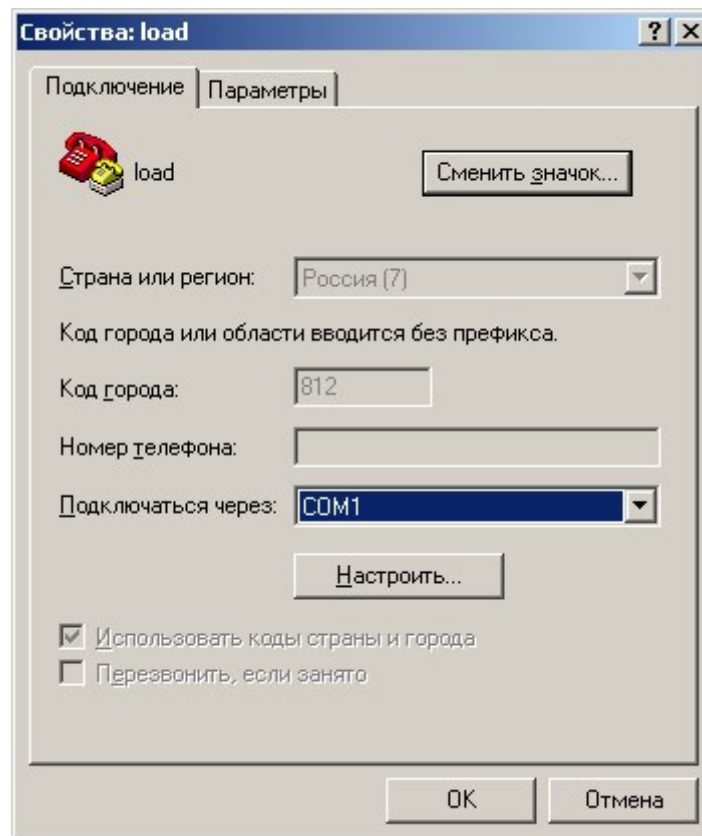 Свойства: load
Подключение Параметры
load Сменить значок...
Страна или регион: Россия (7)
Код города или области вводится без префикса.
Код города: 812
Номер телефона:
Подключаться через: COM1
Настроить...
Использовать коды страны и города
Перезвонить, если занято
OK Отмена